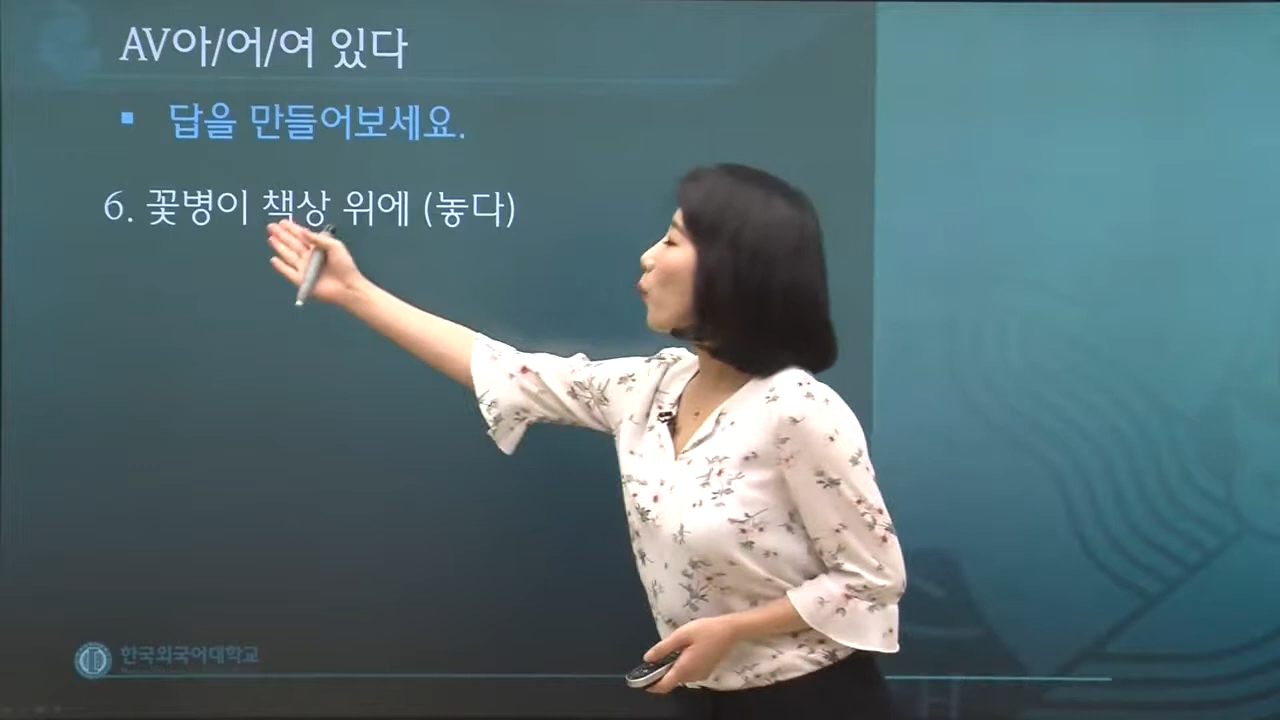 AV아/어/여 있다
▪ 답을 만들어보세요.
6. 꽃병이 책상 위에 (놓다)
한국외국어대학교